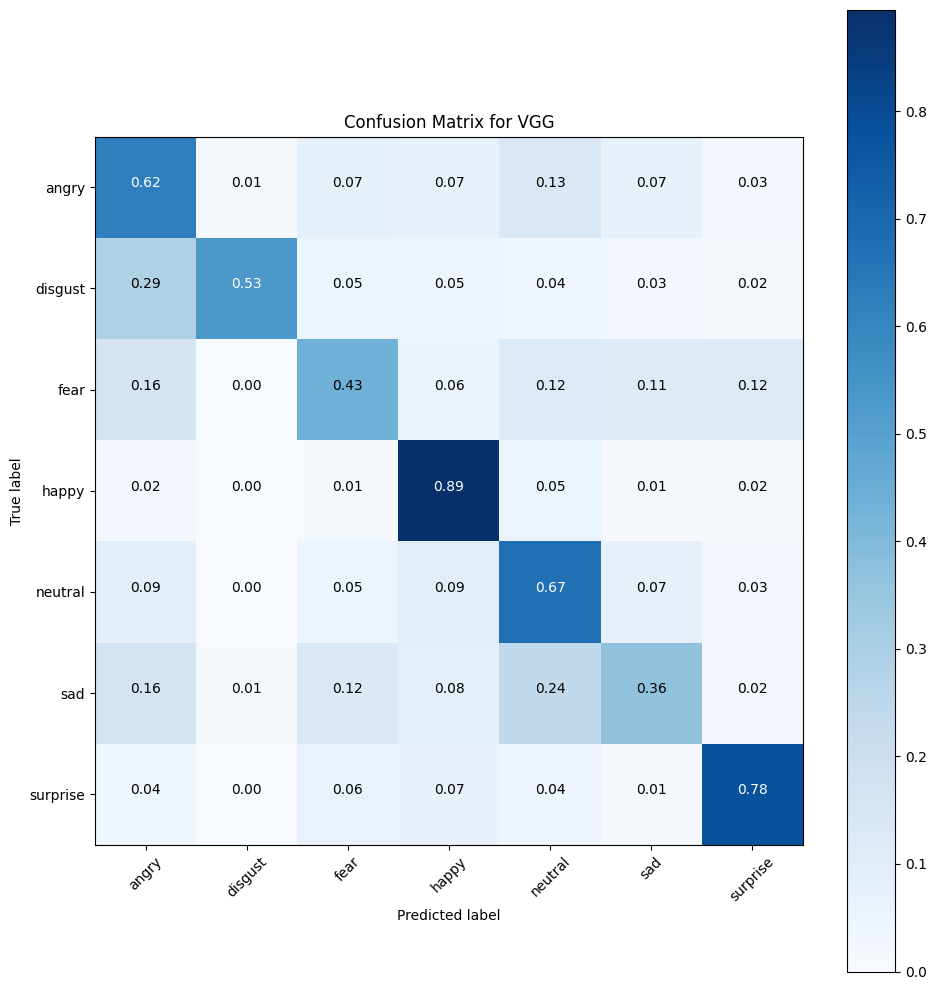 Confusion Matrix for VGG
angry 0.62 0.01 0.07 0.07 0.13 0.07 0.03
disgust 0.29 0.53 0.05 0.05 0.04 0.03 0.02
fear 0.16 0.00 0.43 0.06 0.12 0.11 0.12
happy 0.02 0.00 0.01 0.89 0.05 0.01 0.02
neutral 0.09 0.00 0.05 0.09 0.67 0.07 0.03
sad 0.16 0.01 0.12 0.08 0.24 0.36 0.02
surprise 0.04 0.00 0.06 0.07 0.04 0.01 0.78
True label
angry disgust fear happy neutral sad surprise
Predicted label
0.8
0.7
0.6
0.5
0.4
0.3
0.2
0.1
0.0